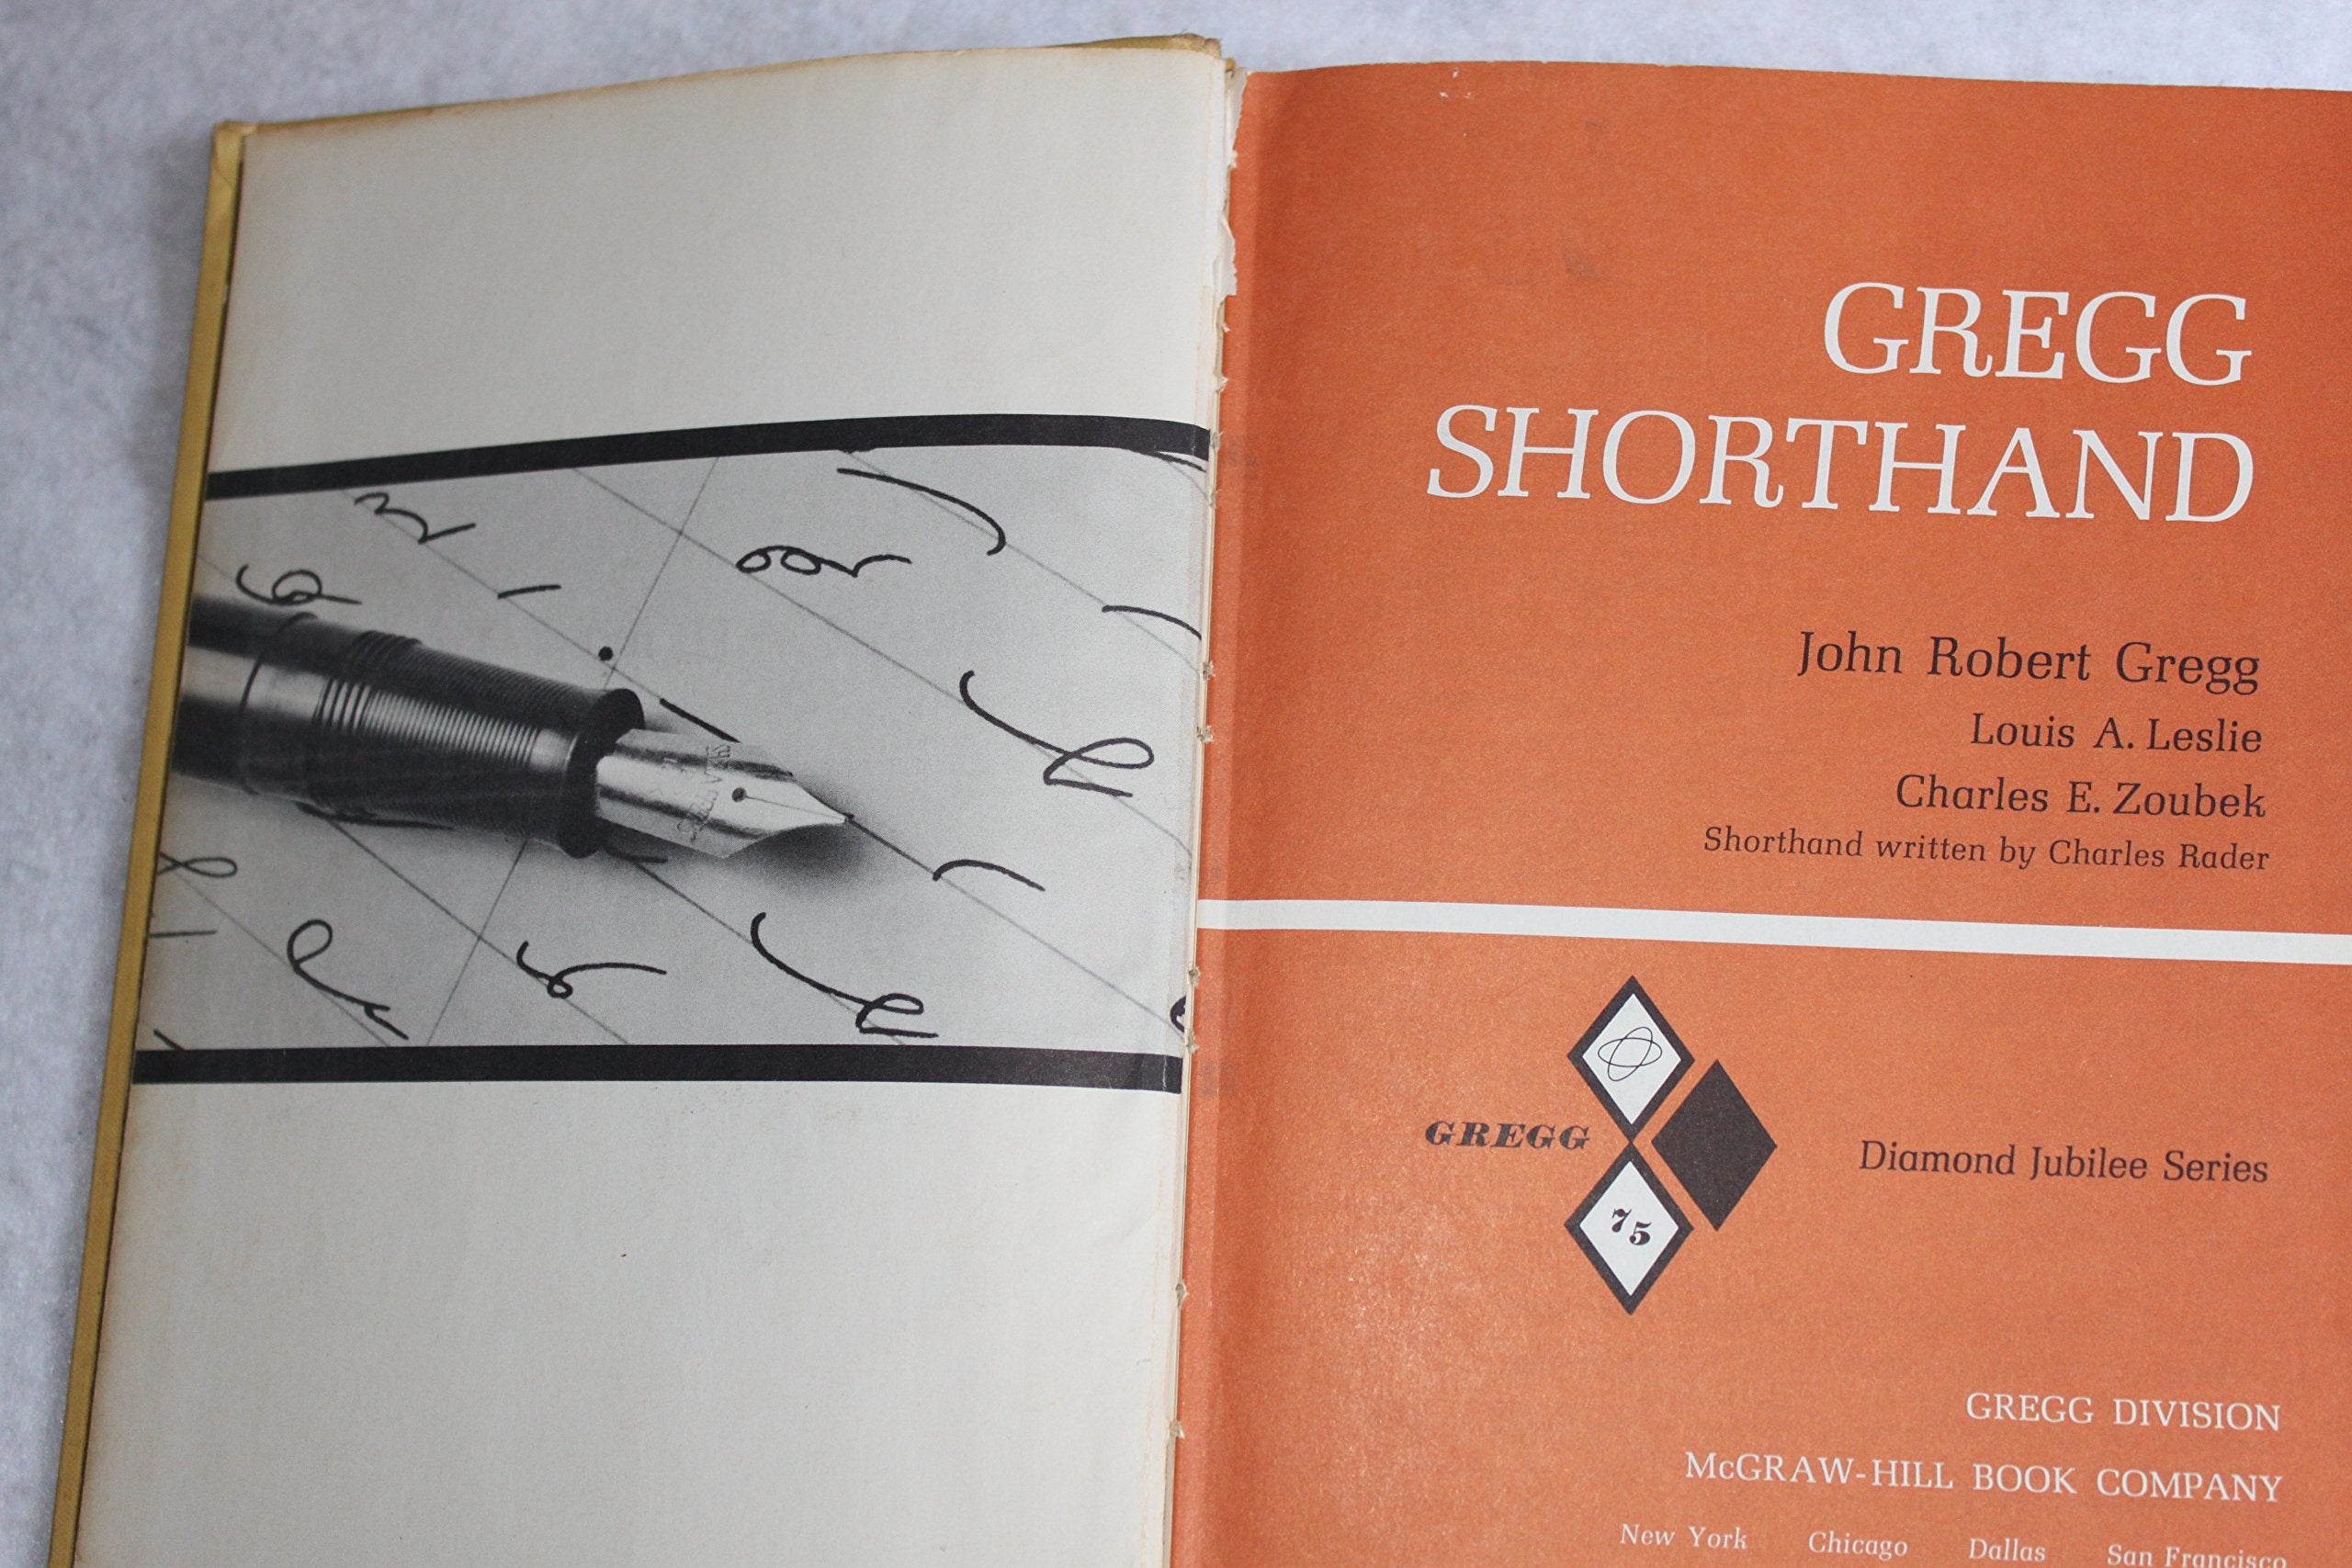 GREGG
SHORTHAND
John Robert Gregg
Louis A. Leslie
Charles E. Zoubek
Shorthand written by Charles Rader
GREGG
75
Diamond Jubilee Series
GREGG DIVISION
McGRAW-HILL BOOK COMPANY
New York Chicago Dallas San Francisco